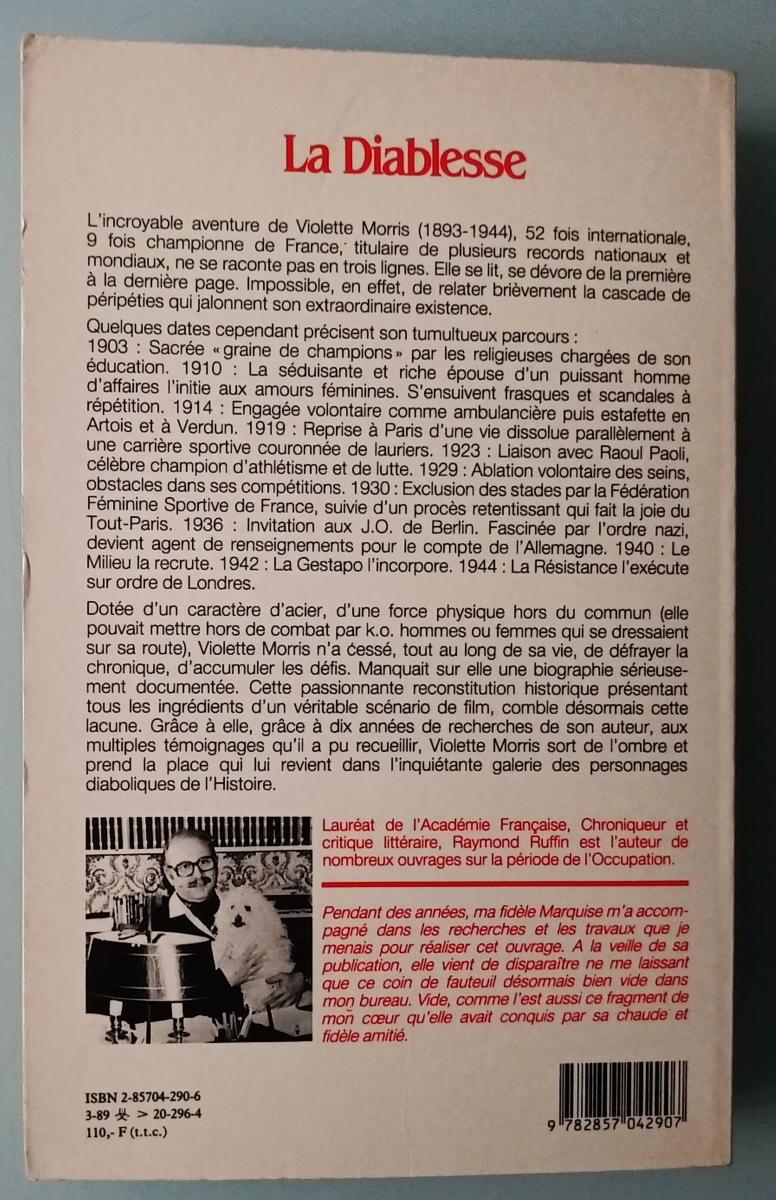 La Diablesse
L'incroyable aventure de Violette Morris (1893-1944), 52 fois internationale,
9 fois championne de France, titulaire de plusieurs records nationaux et
mondiaux, ne se raconte pas en trois lignes. Elle se lit, se dévore de la première
à la dernière page. Impossible, en effet, de relater brièvement la cascade de
péripéties qui jalonnent son extraordinaire existence.
Quelques dates cependant précisent son tumultueux parcours :
1903 : Sacrée « graine de champions » par les religieuses chargées de son
éducation. 1910 : La séduisante et riche épouse d'un puissant homme
d'affaires l'initie aux amours féminines. S'ensuivent frasques et scandales à
répétition. 1914 : Engagée volontaire comme ambulancière puis estafette en
Artois et à Verdun. 1919 : Reprise à Paris d'une vie dissolue parallèlement à
une carrière sportive couronnée de lauriers. 1923 : Liaison avec Raoul Paoli,
célèbre champion d'athlétisme et de lutte. 1929 : Ablation volontaire des seins,
obstacles dans ses compétitions. 1930 : Exclusion des stades par la Fédération
Féminine Sportive de France, suivie d'un procès retentissant qui fait la joie du
Tout-Paris. 1936 : Invitation aux J.O. de Berlin. Fascinée par l'ordre nazi,
devient agent de renseignements pour le compte de l'Allemagne. 1940 : Le
Milieu la recrute. 1942 : La Gestapo l'incorpore. 1944 : La Résistance l'exécute
sur ordre de Londres.
Dotée d'un caractère d'acier, d'une force physique hors du commun (elle
pouvait mettre hors de combat par k.o. hommes ou femmes qui se dressaient
sur sa route), Violette Morris n'a cessé, tout au long de sa vie, de défrayer la
chronique, d'accumuler les défis. Manquait sur elle une biographie sérieuse-
ment documentée. Cette passionnante reconstitution historique présentant
tous les ingrédients d'un véritable scénario de film, comble désormais cette
lacune. Grâce à elle, grâce à dix années de recherches de son auteur, aux
multiples témoignages qu'il a pu recueillir, Violette Morris sort de l'ombre et
prend la place qui lui revient dans l'inquiétante galerie des personnages
diaboliques de l'Histoire.
Lauréat de l'Académie Française, Chroniqueur et
critique littéraire, Raymond Ruffin est l'auteur de
nombreux ouvrages sur la période de l'Occupation.
Pendant des années, ma fidèle Marquise m'a accom-
pagné dans les recherches et les travaux que je
menais pour réaliser cet ouvrage. A la veille de sa
publication, elle vient de disparaître ne me laissant
que ce coin de fauteuil désormais bien vide dans
mon bureau. Vide, comme l'est aussi ce fragment de
mon cœur qu'elle avait conquis par sa chaude et
fidèle amitié.
ISBN 2-85704-290-6
3-89 > 20-296-4
110,- F (t.t.c.)
9 782857 042907